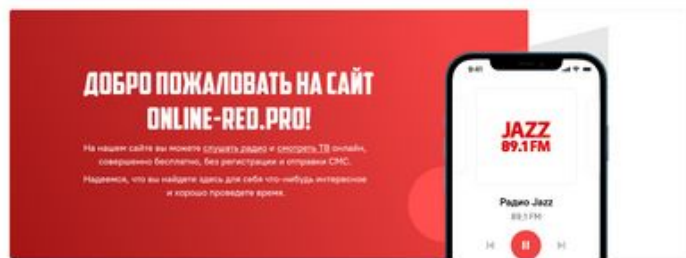 ДОБРО ПОЖАЛОВАТЬ НА САЙТ
ONLINE-RED.PRO!
На нашем сайте вы можете слушать радио и смотреть ТВ онлайн,
совершенно бесплатно, без регистрации и отправки СМС.
Надеемся, что вы найдете здесь для себя что-нибудь интересное
и хорошо проведете время.
9:41
JAZZ
89.1 FM
Радио Jazz
89,1 FM